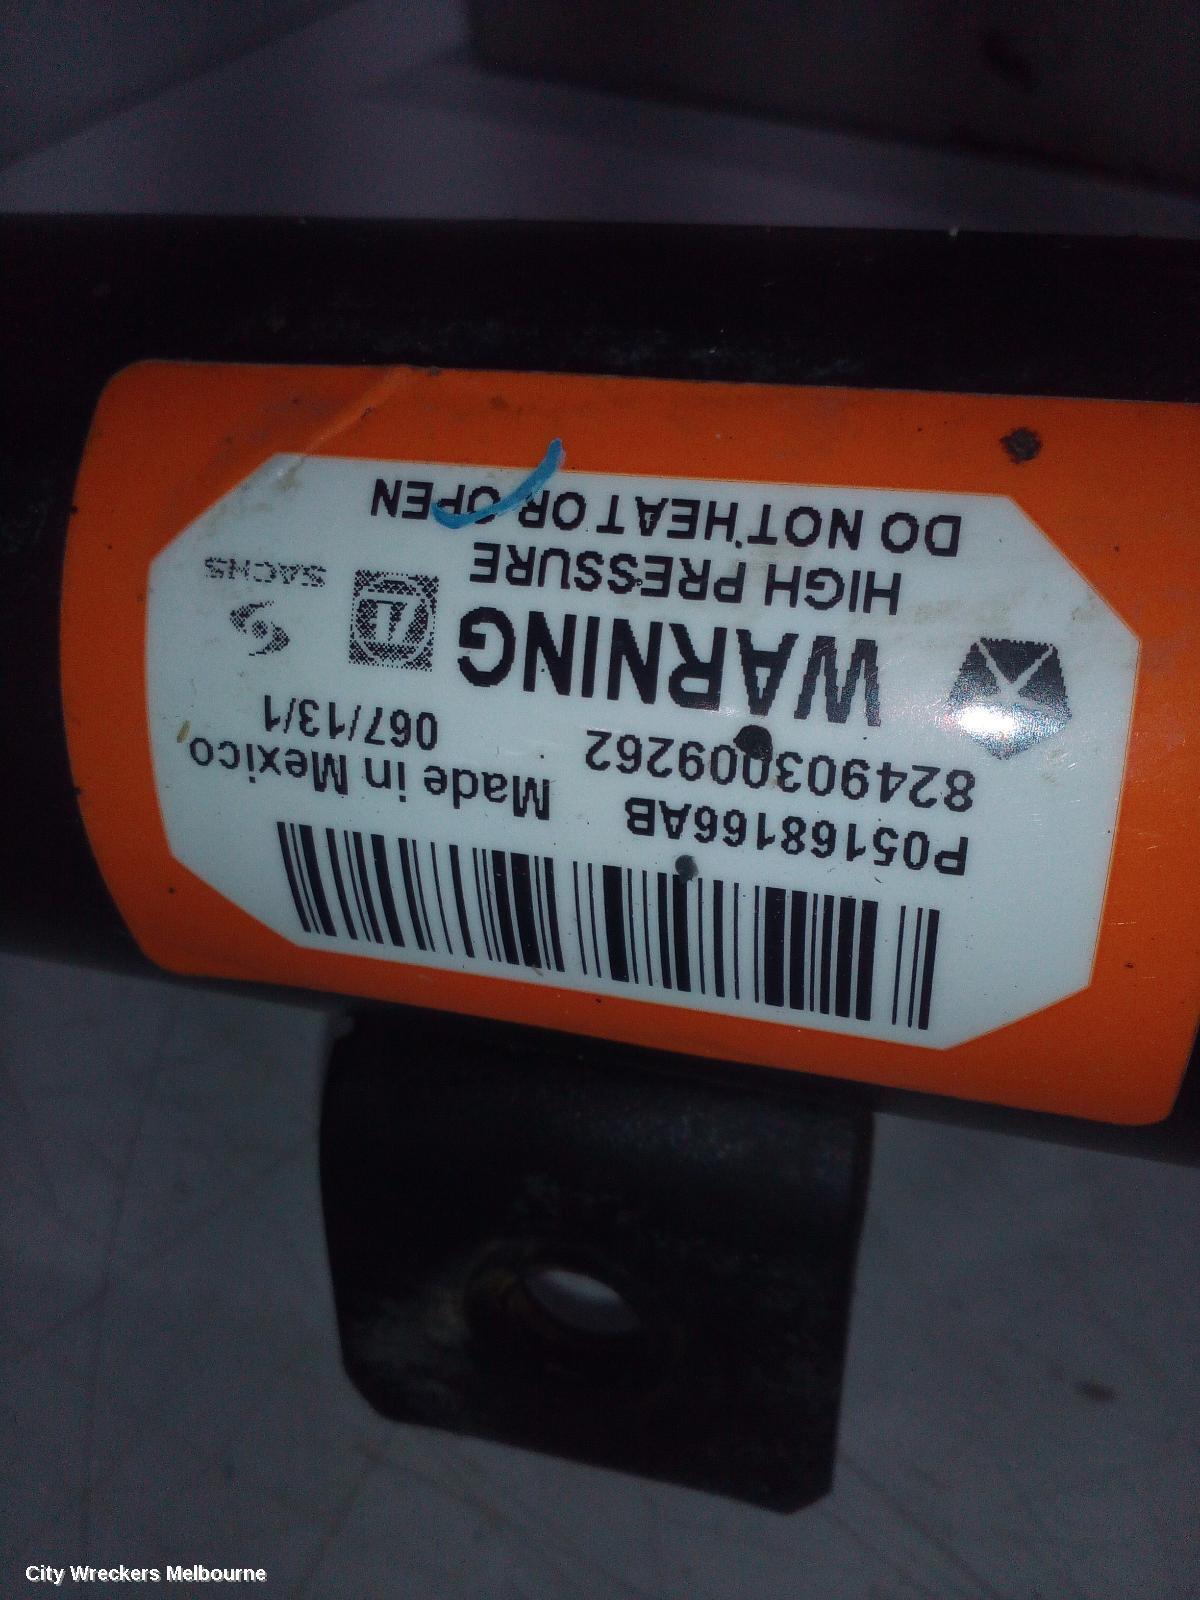 DO NOT HEAT OR OPEN
HIGH PRESSURE
WARNING
SACHS
824903009262
067/13/1
P05168166AB
Made in Mexico
City Wreckers Melbourne